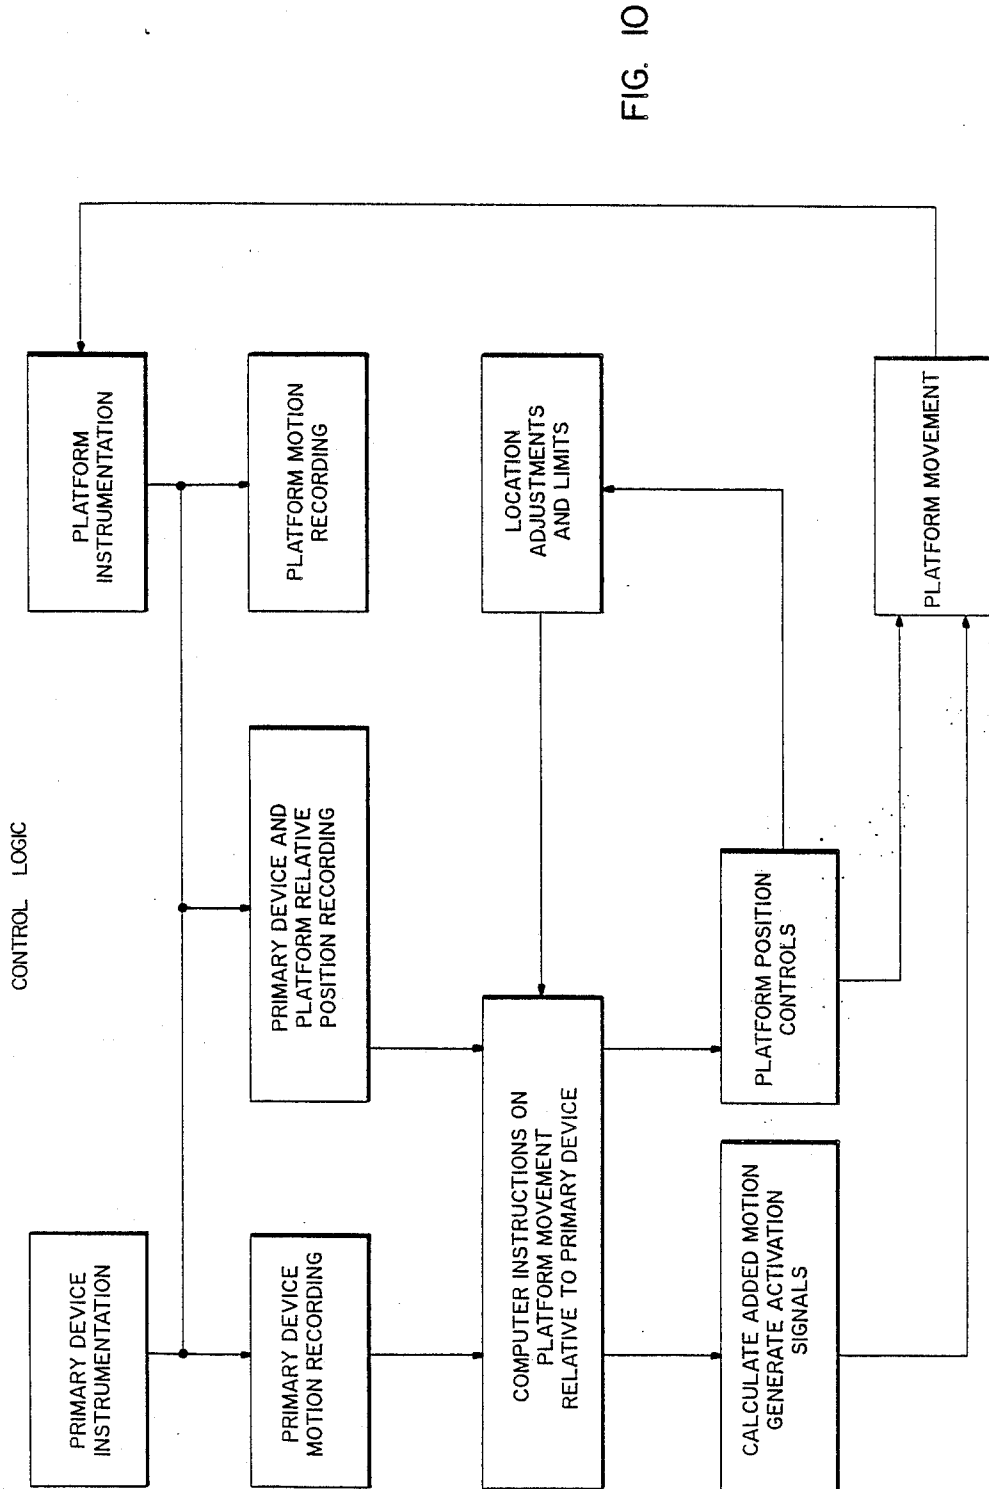 CONTROL LOGIC
PRIMARY DEVICE
INSTRUMENTATION
PLATFORM
INSTRUMENTATION
PRIMARY DEVICE
MOTION RECORDING
PRIMARY DEVICE AND
PLATFORM RELATIVE
POSITION RECORDING
PLATFORM MOTION
RECORDING
COMPUTER INSTRUCTIONS ON
PLATFORM MOVEMENT
RELATIVE TO PRIMARY DEVICE
LOCATION
ADJUSTMENTS
AND LIMITS
CALCULATE ADDED MOTION
GENERATE ACTIVATION
SIGNALS
PLATFORM POSITION
CONTROLS
PLATFORM MOVEMENT
FIG. 10